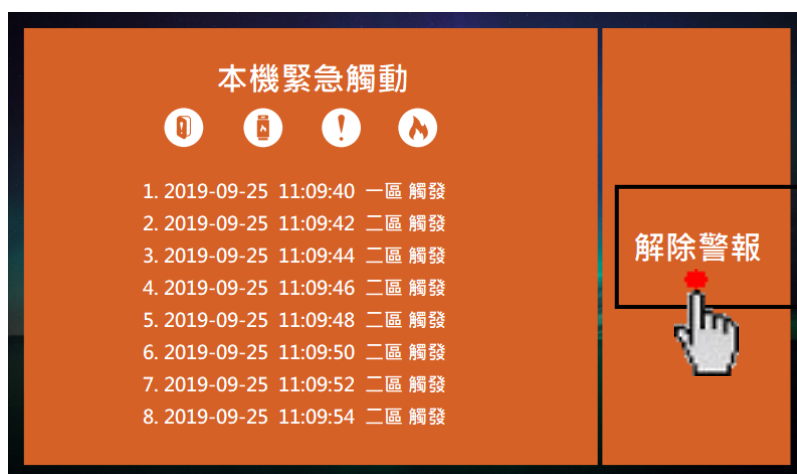 本機緊急觸動
1. 2019-09-25 11:09:40 一區 觸發
2. 2019-09-25 11:09:42 二區 觸發
3. 2019-09-25 11:09:44 二區 觸發
4. 2019-09-25 11:09:46 二區 觸發
5. 2019-09-25 11:09:48 二區 觸發
6. 2019-09-25 11:09:50 二區 觸發
7. 2019-09-25 11:09:52 二區 觸發
8. 2019-09-25 11:09:54 二區 觸發
解除警報